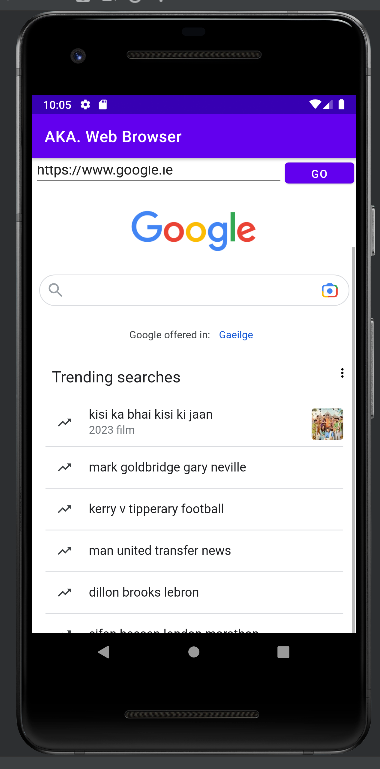 10:05
AKA. Web Browser
https://www.google.ie
GO
Google
Google offered in: Gaeilge
Trending searches
kisi ka bhai kisi ki jaan
2023 film
mark goldbridge gary neville
kerry v tipperary football
man united transfer news
dillon brooks lebron